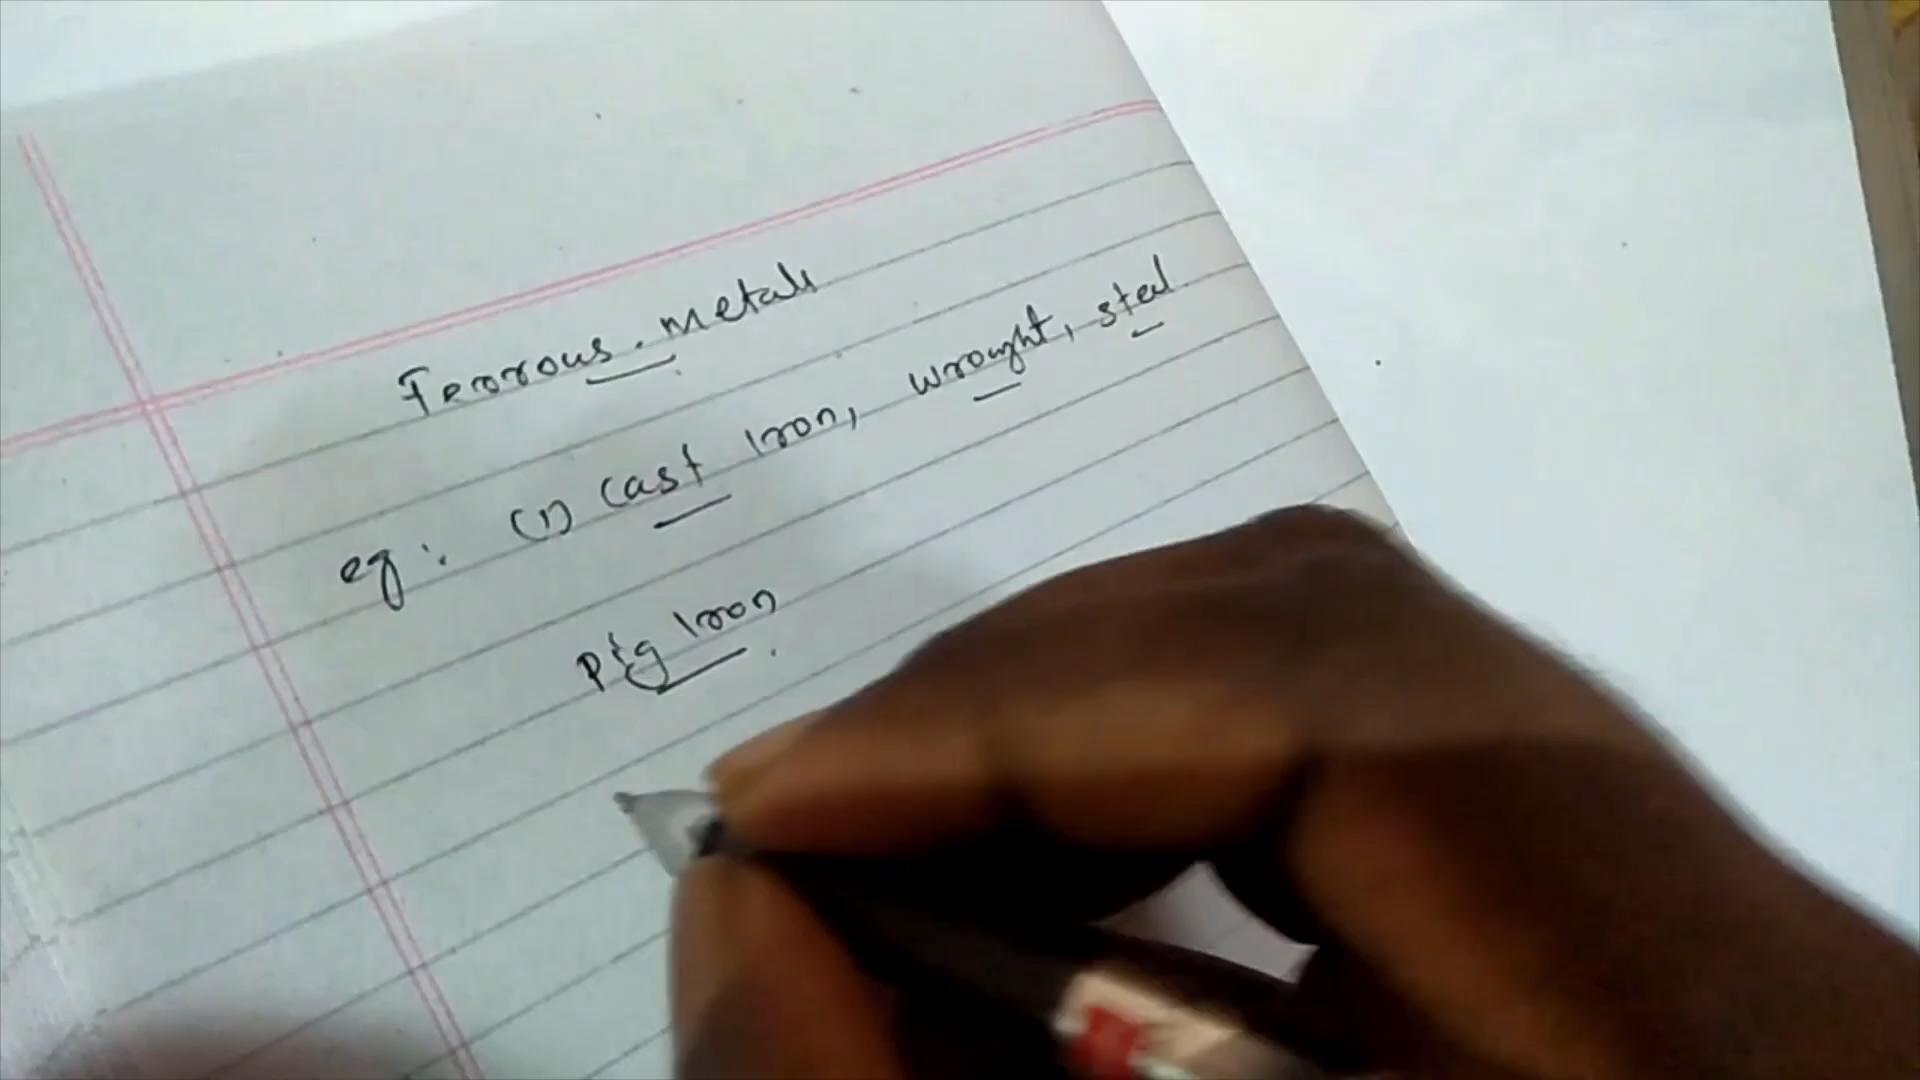 Ferrous metals
eg: (1) Cast Iron, wrought, steel
Pig Iron